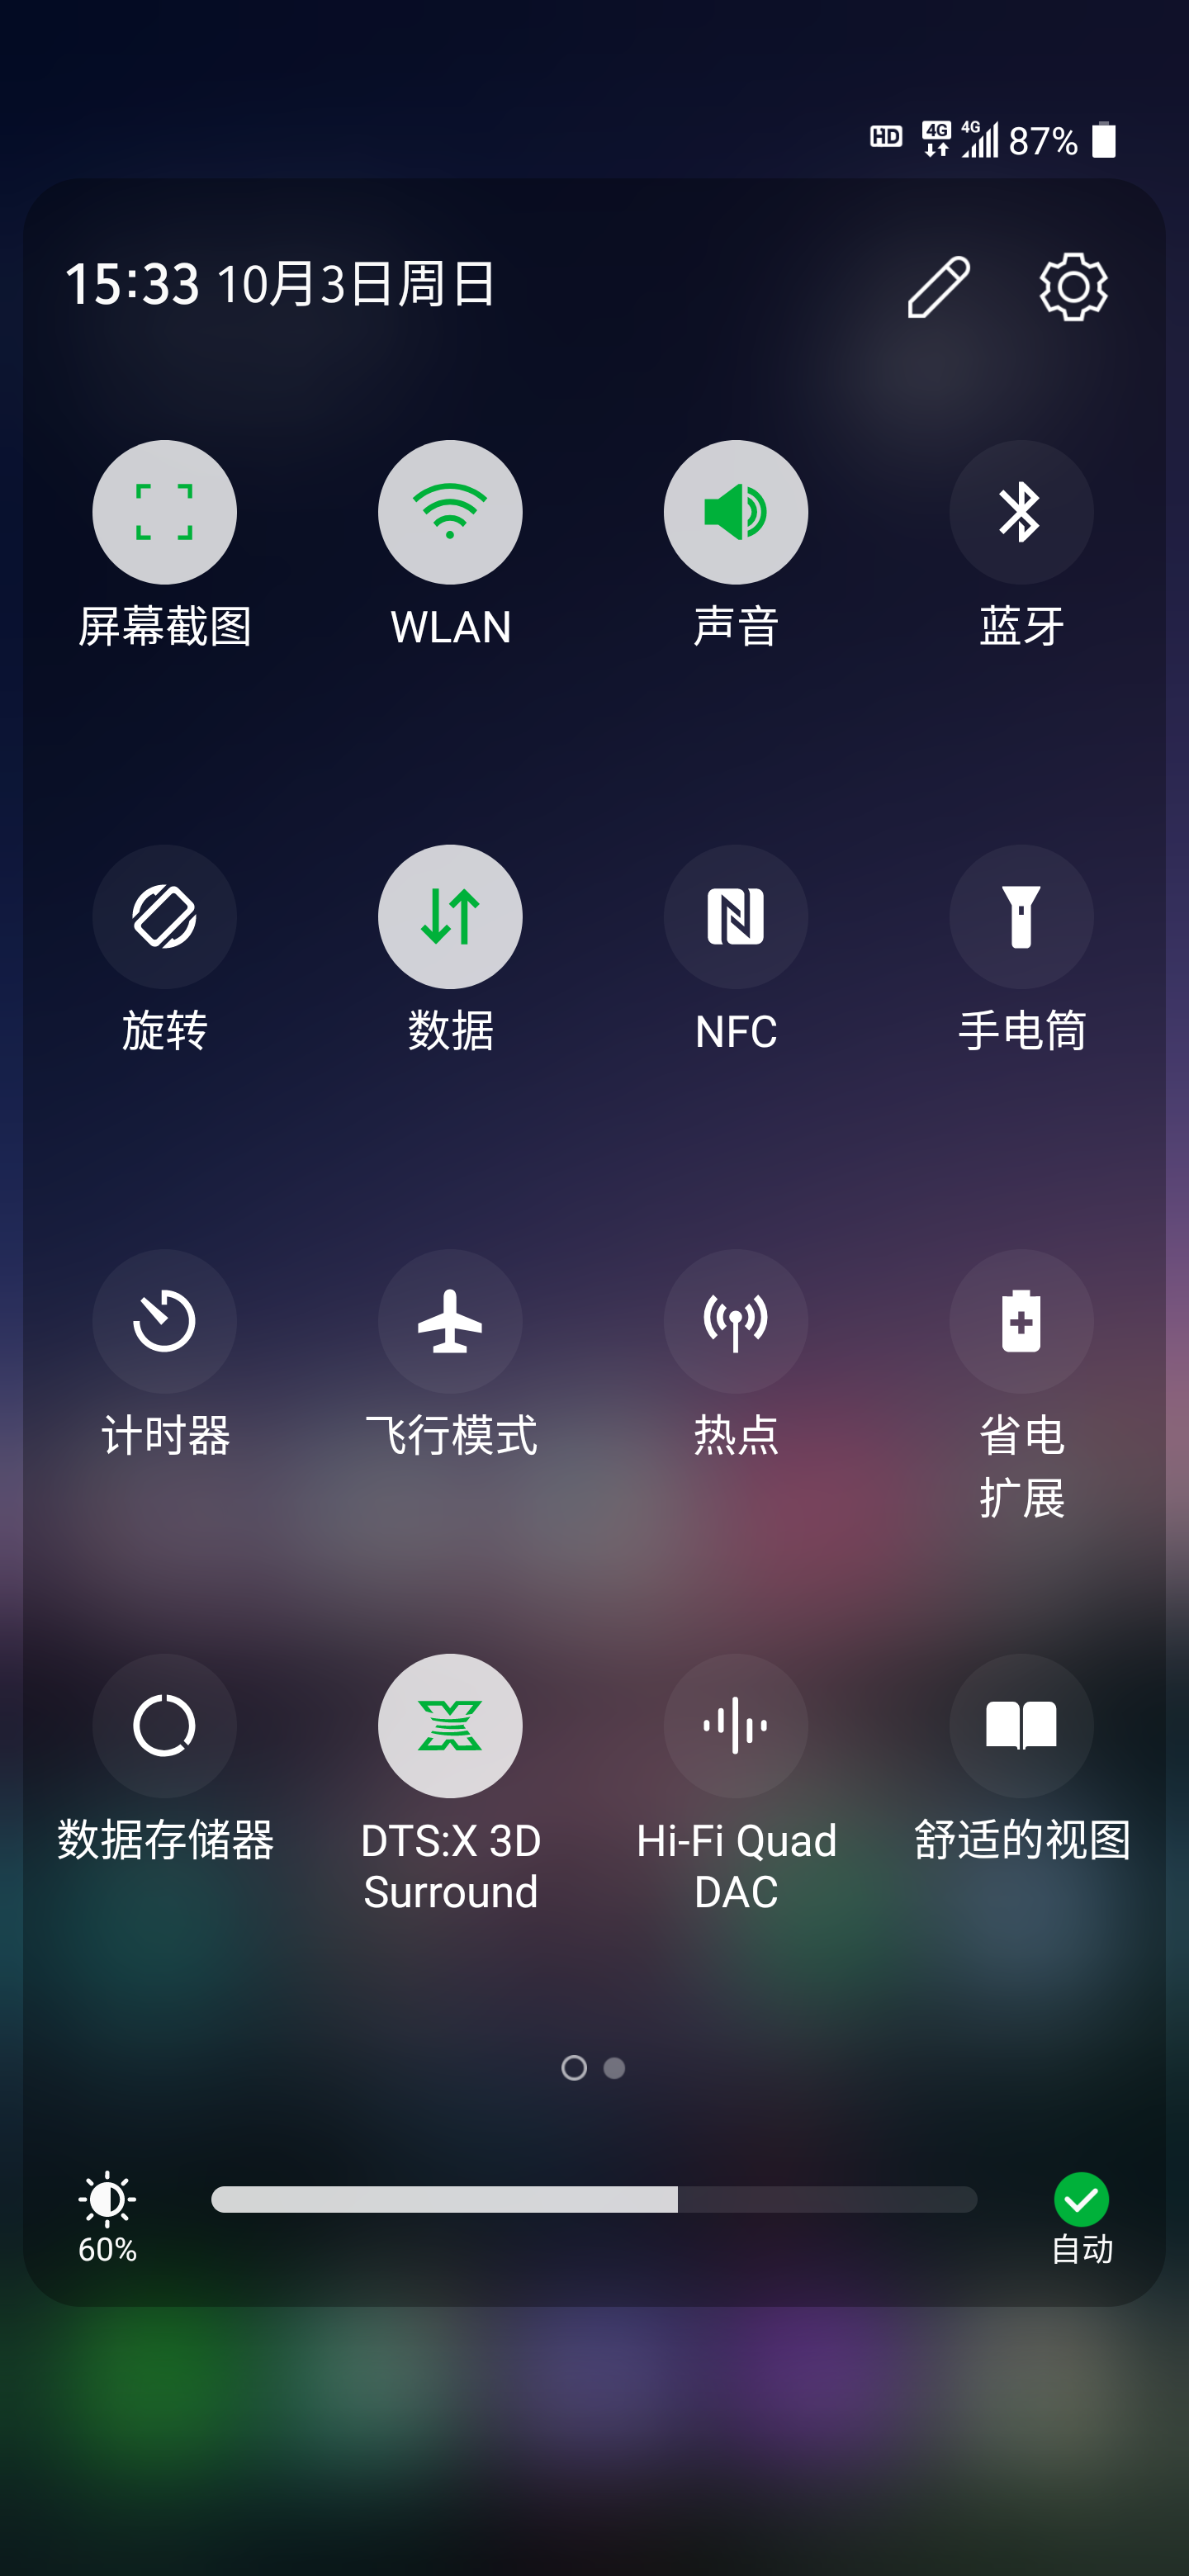 HD 4G 4G 87%
15:33 10月3日周日
屏幕截图 WLAN 声音 蓝牙
旋转 数据 NFC 手电筒
计时器 飞行模式 热点 省电
扩展
数据存储器 DTS:X 3D Hi-Fi Quad 舒适的视图
Surround DAC
60% 自动